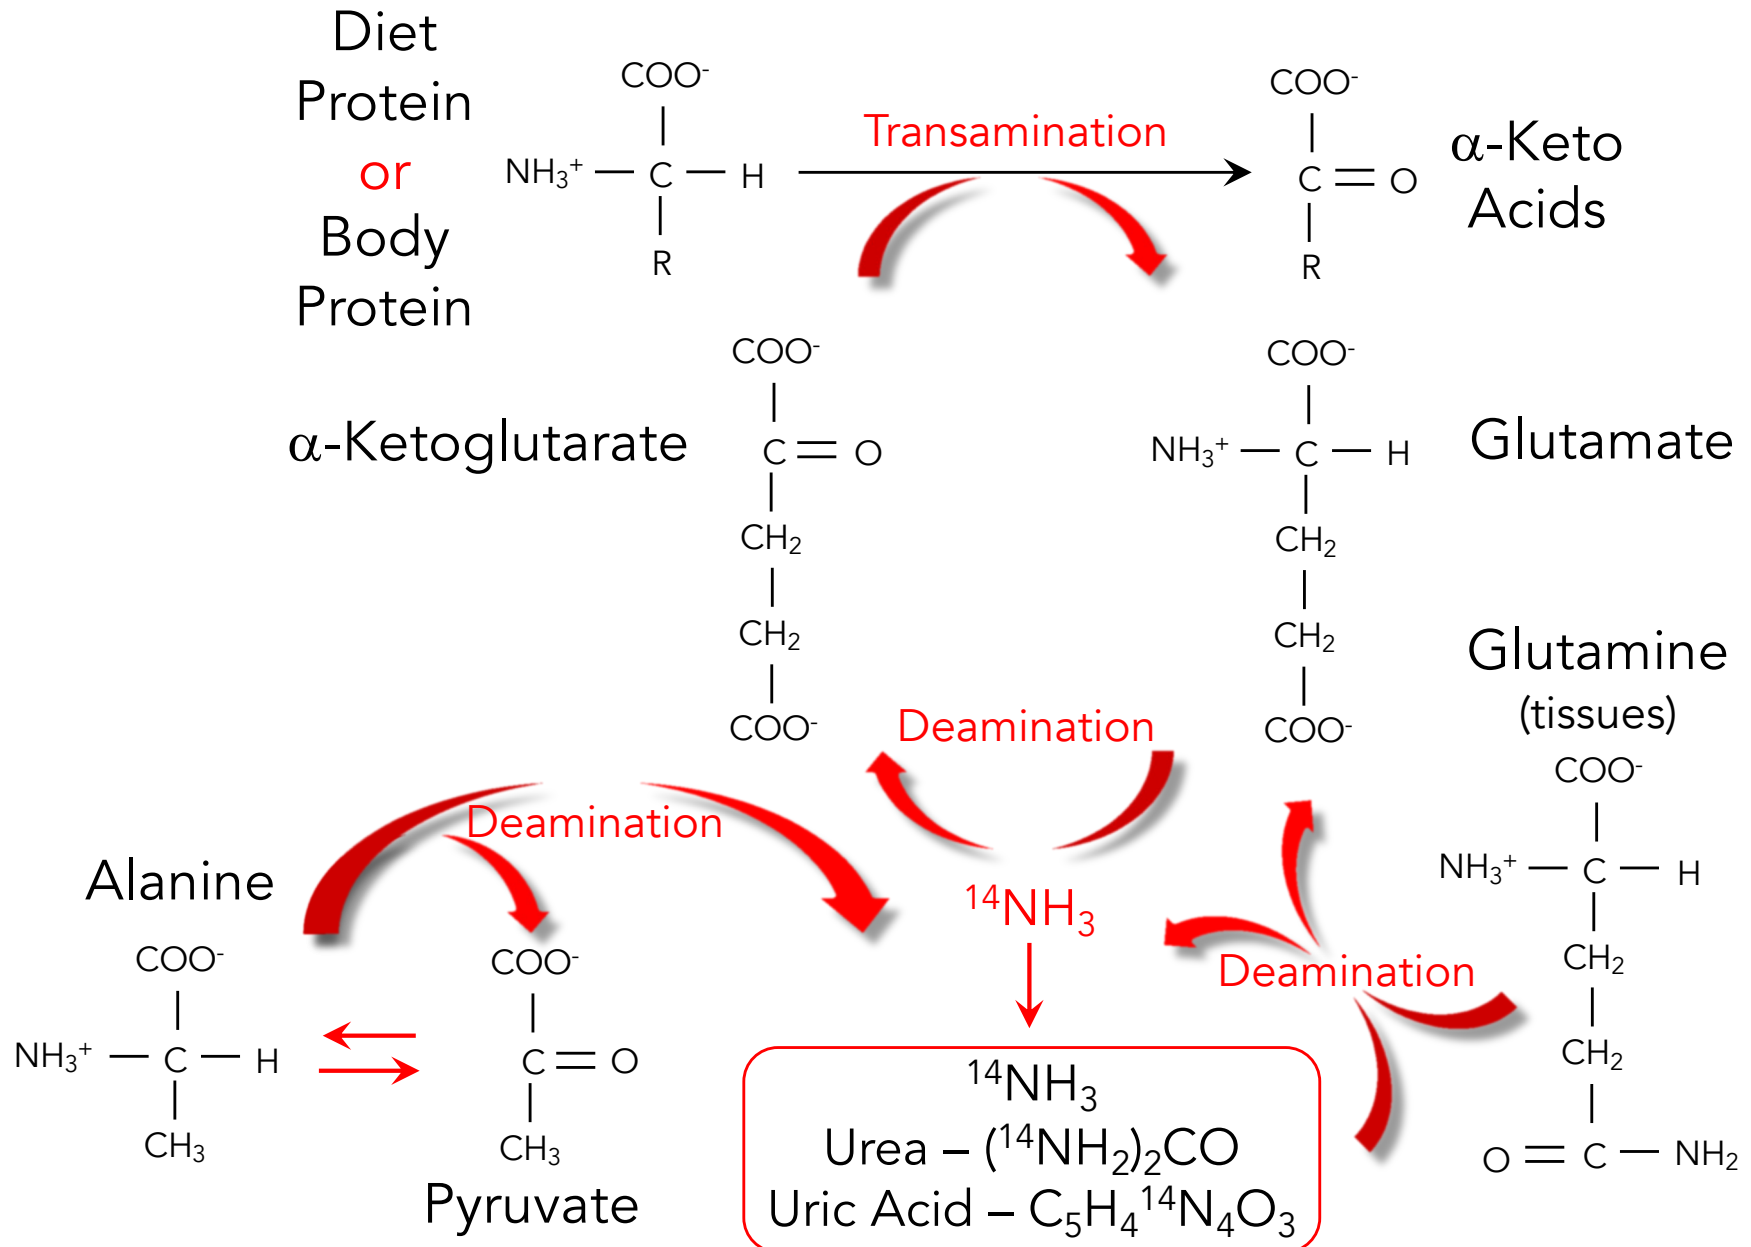 Diet
Protein
or
Body
Protein
COO⁻
NH₃⁺ — C — H
R
Transamination
COO⁻
C = O
R
α-Keto
Acids
α-Ketoglutarate
COO⁻
C = O
CH₂
CH₂
COO⁻
COO⁻
NH₃⁺ — C — H
CH₂
CH₂
COO⁻
Glutamate
Deamination
Glutamine
(tissues)
COO⁻
NH₃⁺ — C — H
CH₂
CH₂
O = C — NH₂
Deamination
Deamination
Alanine
COO⁻
NH₃⁺ — C — H
CH₃
COO⁻
C = O
CH₃
Pyruvate
¹⁴NH₃
¹⁴NH₃
Urea – (¹⁴NH₂)₂CO
Uric Acid – C₅H₄¹⁴N₄O₃